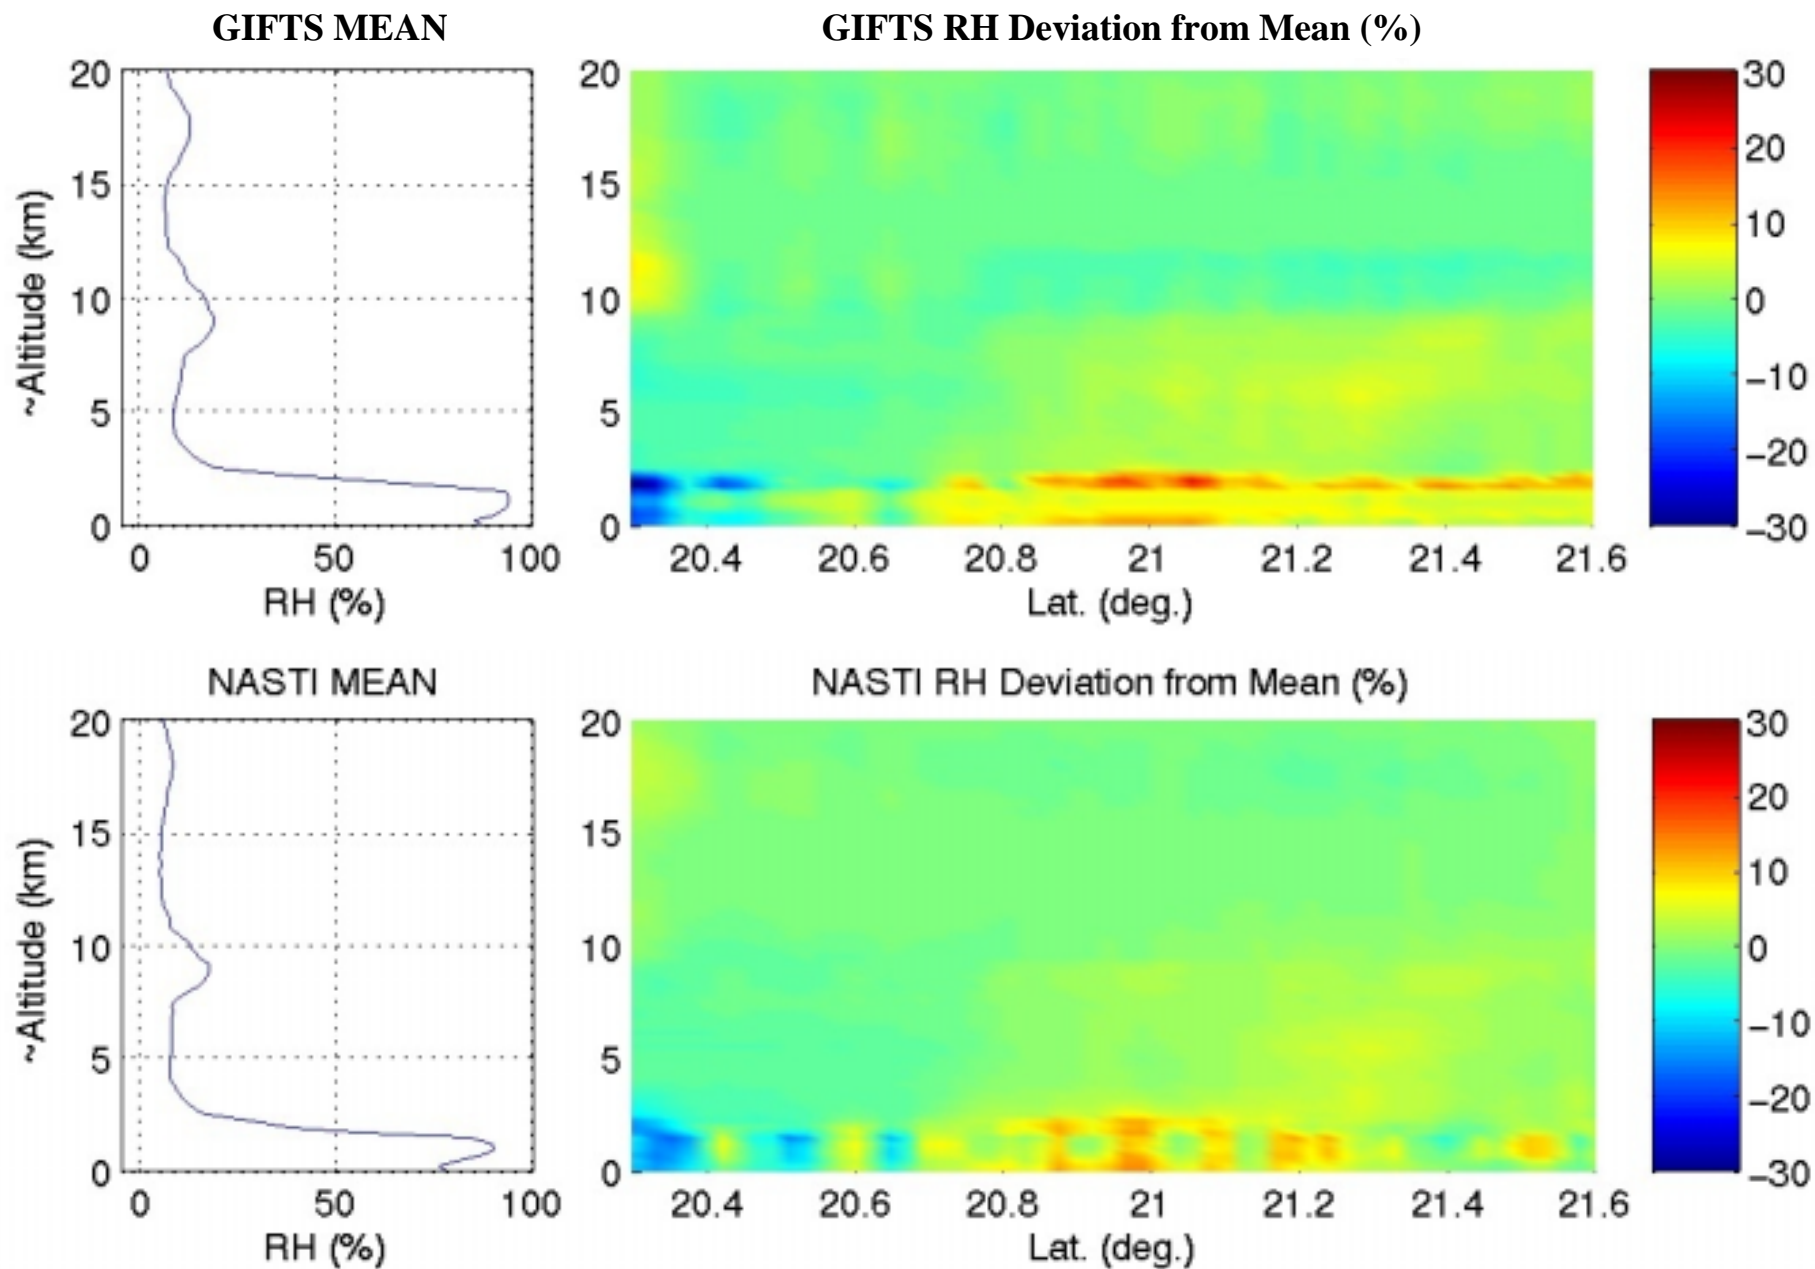 GIFTS MEAN
GIFTS RH Deviation from Mean (%)
20
15
10
5
0
~Altitude (km)
0 50 100
RH (%)
20
15
10
5
0
20.4 20.6 20.8 21 21.2 21.4 21.6
Lat. (deg.)
30
20
10
0
−10
−20
−30
NASTI MEAN
NASTI RH Deviation from Mean (%)
20
15
10
5
0
~Altitude (km)
0 50 100
RH (%)
20
15
10
5
0
20.4 20.6 20.8 21 21.2 21.4 21.6
Lat. (deg.)
30
20
10
0
−10
−20
−30